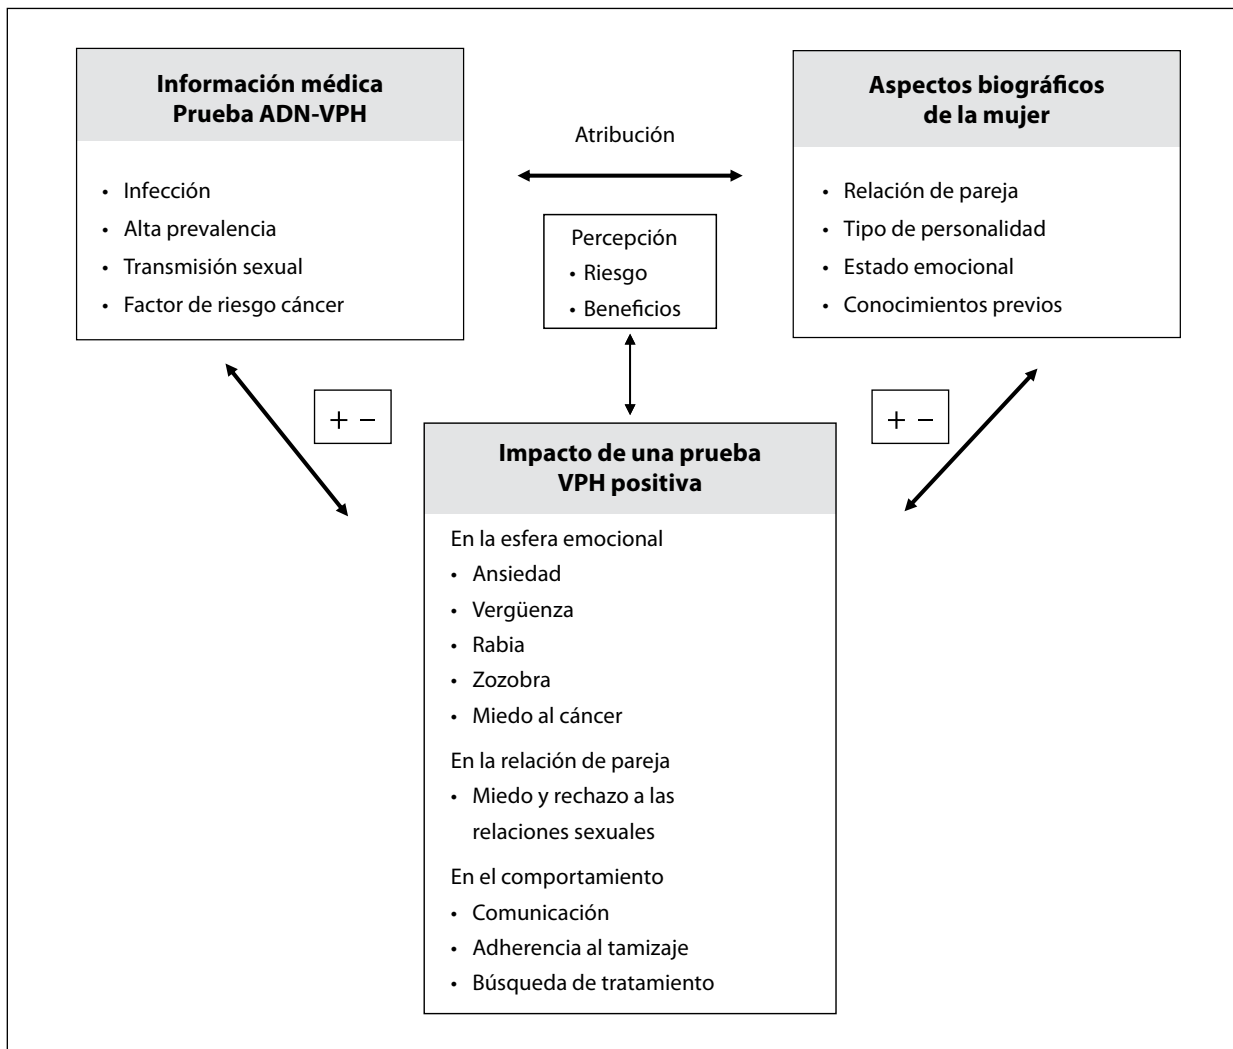 Información médica
Prueba ADN-VPH
• Infección
• Alta prevalencia
• Transmisión sexual
• Factor de riesgo cáncer
Atribución
Percepción
• Riesgo
• Beneficios
Aspectos biográficos
de la mujer
• Relación de pareja
• Tipo de personalidad
• Estado emocional
• Conocimientos previos
+ −
+ −
Impacto de una prueba
VPH positiva
En la esfera emocional
• Ansiedad
• Vergüenza
• Rabia
• Zozobra
• Miedo al cáncer
En la relación de pareja
• Miedo y rechazo a las
relaciones sexuales
En el comportamiento
• Comunicación
• Adherencia al tamizaje
• Búsqueda de tratamiento